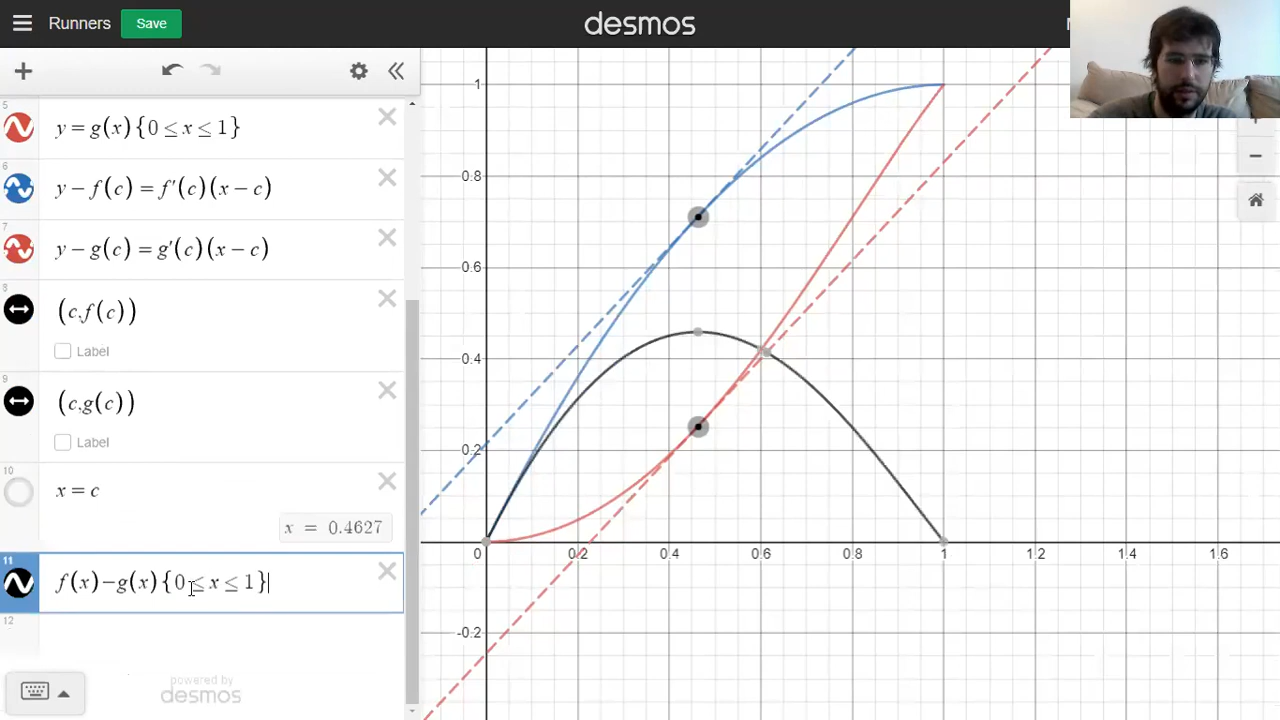 Runners
Save
desmos
5
y = g(x){0 ≤ x ≤ 1}
6
y − f(c) = f′(c)(x − c)
7
y − g(c) = g′(c)(x − c)
8
(c,f(c))
Label
9
(c,g(c))
Label
10
x = c
x = 0.4627
11
f(x)−g(x){0 ≤ x ≤ 1}
12
powered by
desmos
1
0.8
0.6
0.4
0.2
-0.2
0
0.2
0.4
0.6
0.8
1
1.2
1.4
1.6